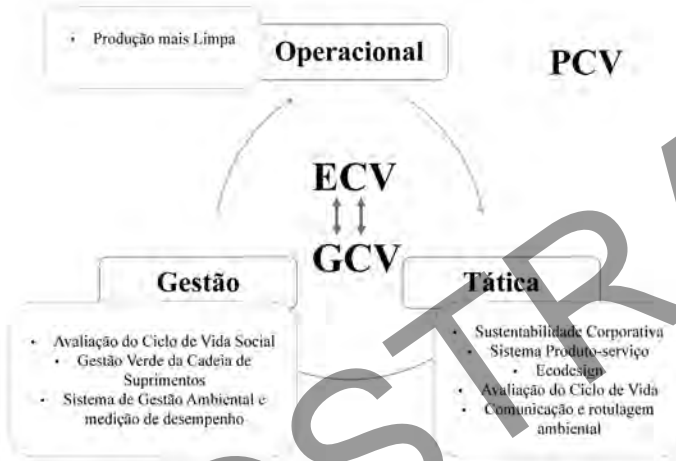 • Produção mais Limpa
Operacional
PCV
ECV
GCV
Gestão
• Avaliação do Ciclo de Vida Social
• Gestão Verde da Cadeia de
Suprimentos
• Sistema de Gestão Ambiental e
medição de desempenho
Tática
• Sustentabilidade Corporativa
• Sistema Produto-serviço
• Ecodesign
• Avaliação do Ciclo de Vida
• Comunicação e rotulagem
ambiental